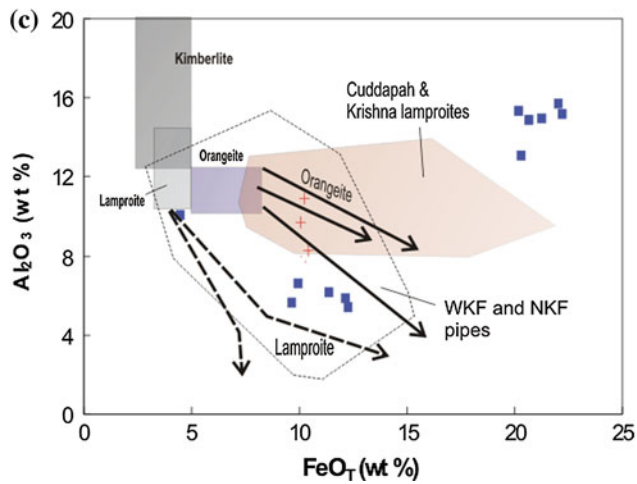 (c)
20
16
12
8
4
0
Al2O3 (wt %)
Kimberlite
Lamproite
Orangeite
Orangeite
Cuddapah &
Krishna lamproites
WKF and NKF
pipes
Lamproite
0
5
10
15
20
25
FeOT (wt %)